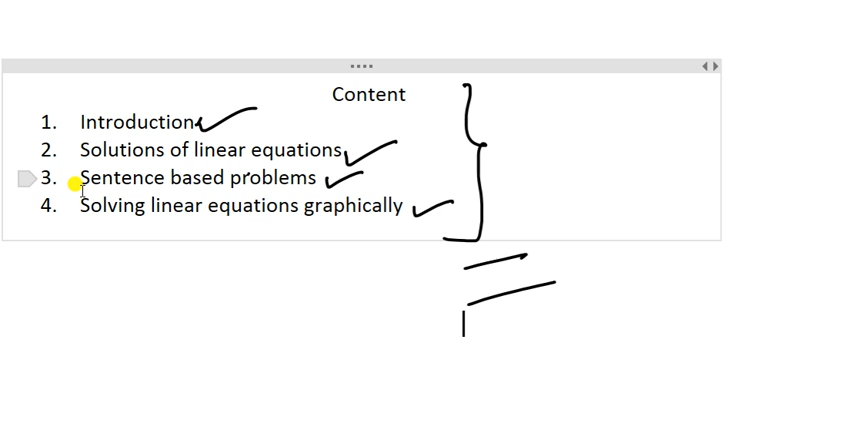 Content
1. Introduction
2. Solutions of linear equations
3. Sentence based problems
4. Solving linear equations graphically